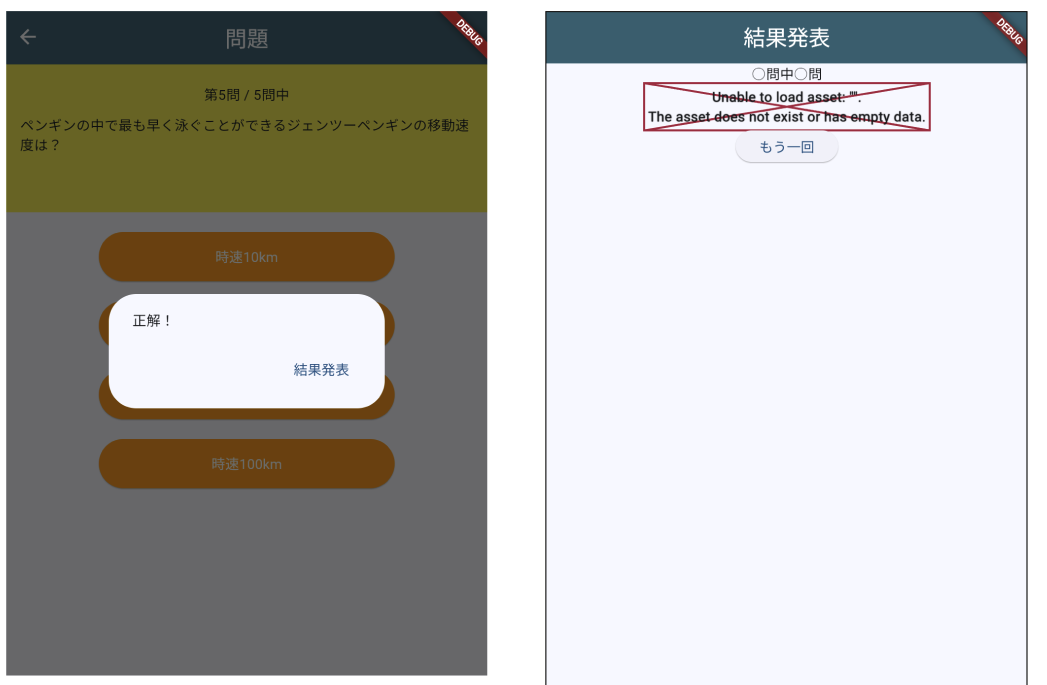 問題
DEBUG
第5問 / 5問中
ペンギンの中で最も早く泳ぐことができるジェンツーペンギンの移動速
度は？
時速10km
正解！
結果発表
時速100km
結果発表
DEBUG
○問中○問
Unable to load asset: "".
The asset does not exist or has empty data.
もう一回